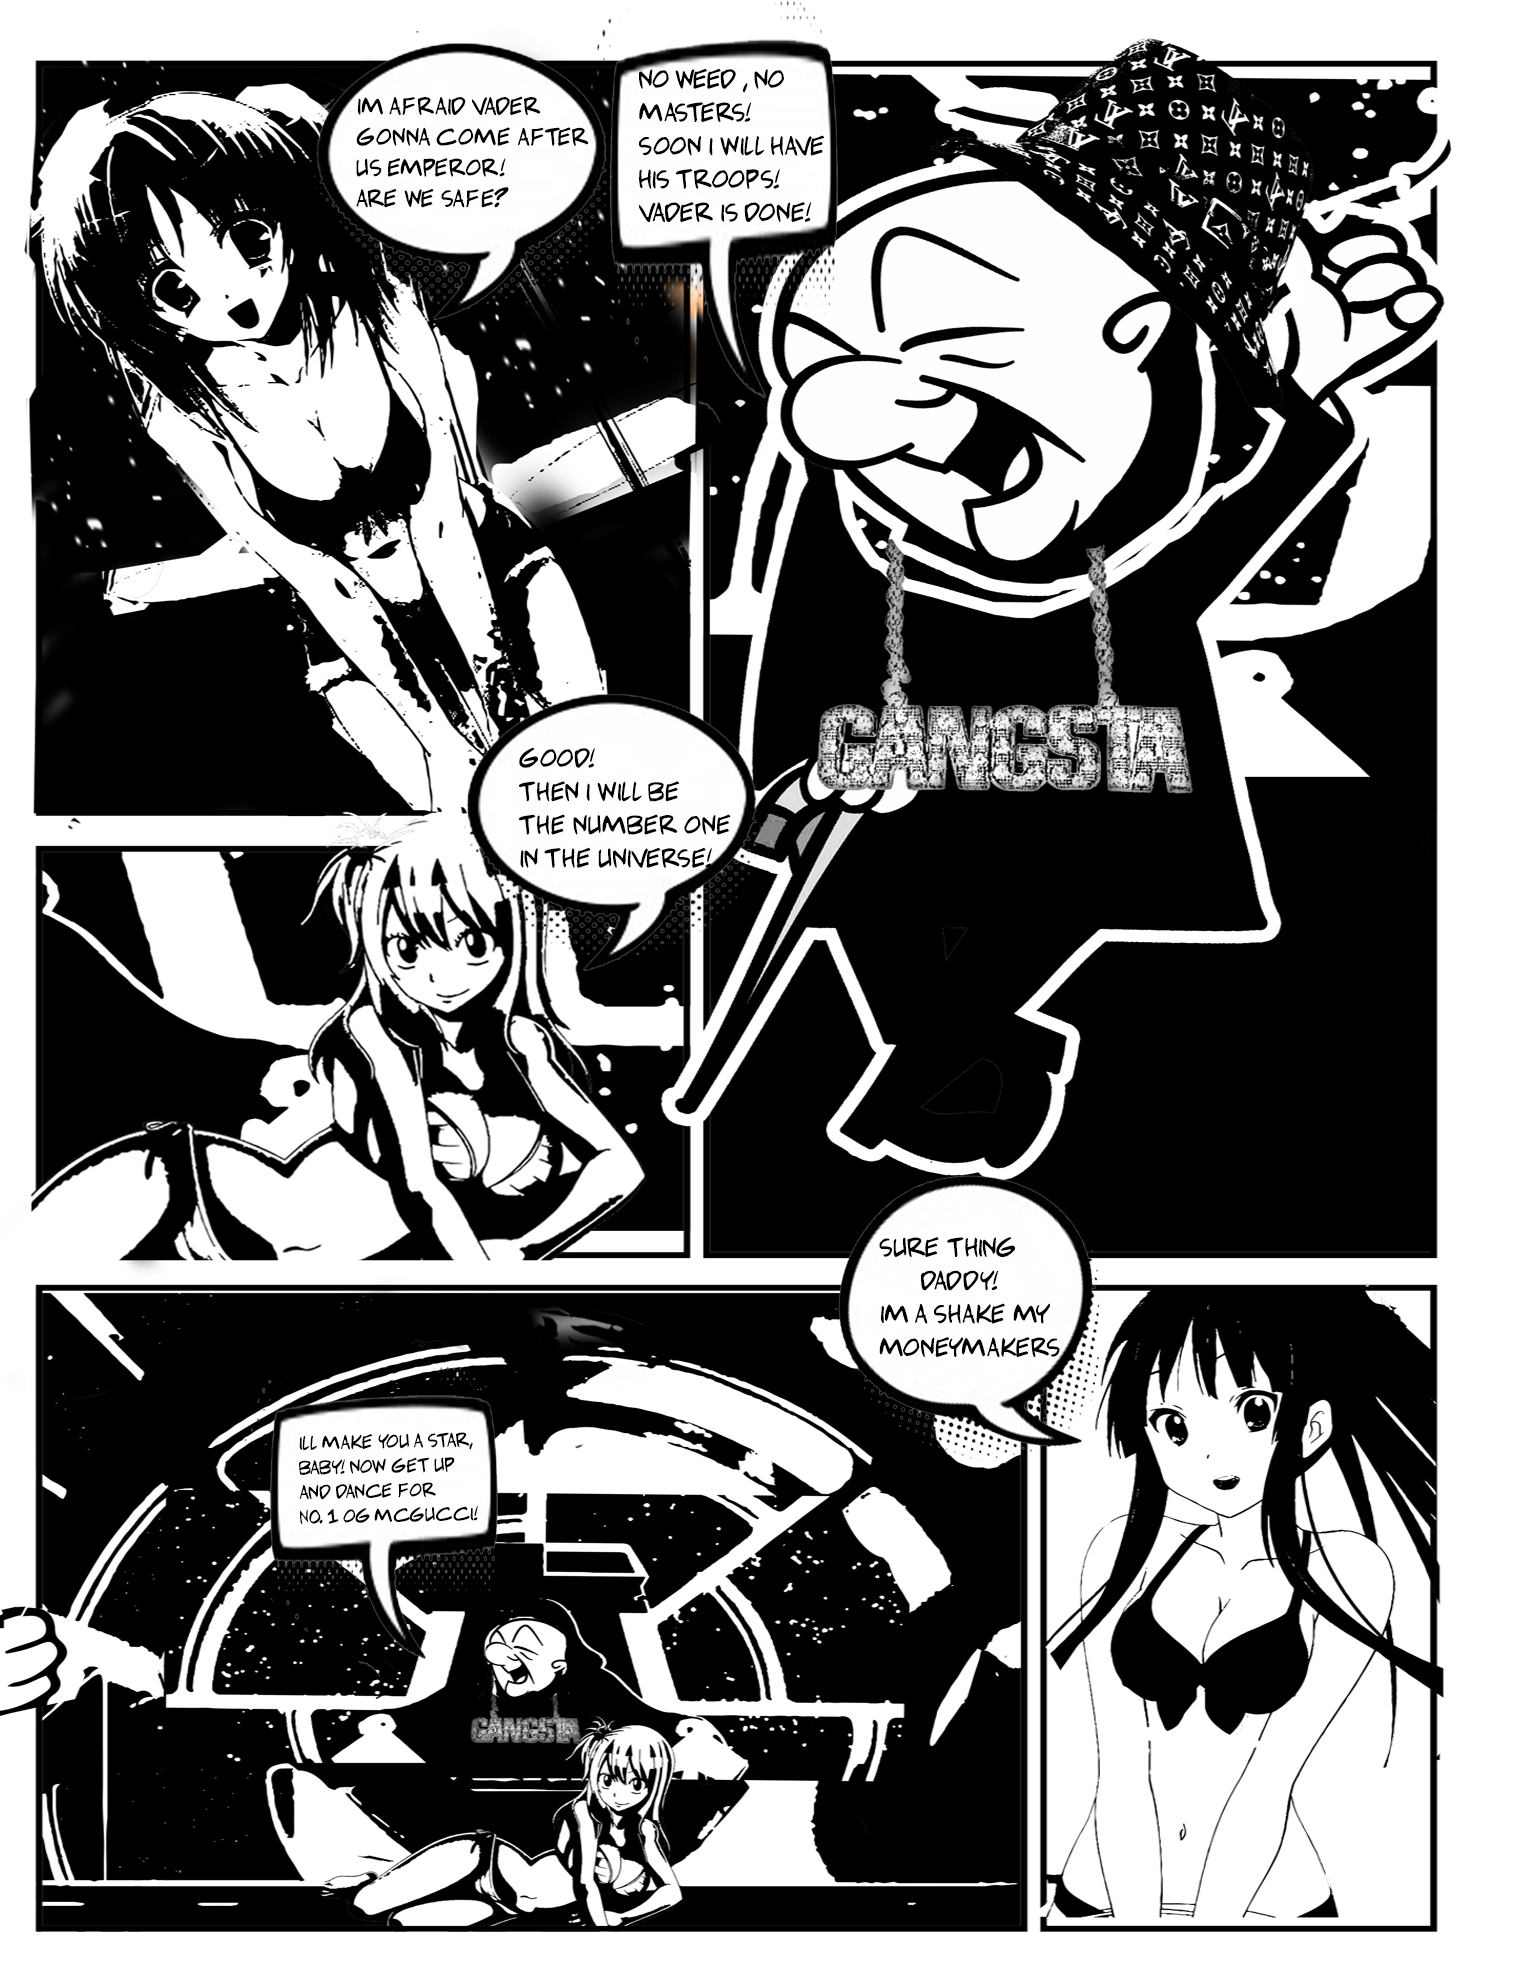 IM AFRAID VADER
GONNA COME AFTER
US EMPEROR!
ARE WE SAFE?
NO WEED, NO
MASTERS!
SOON I WILL HAVE
HIS TROOPS!
VADER IS DONE!
GANGSTA
GOOD!
THEN I WILL BE
THE NUMBER ONE
IN THE UNIVERSE!
ILL MAKE YOU A STAR,
BABY! NOW GET UP
AND DANCE FOR
NO. 1 OG MCGUCCI!
GANGSTA
SURE THING
DADDY!
IM A SHAKE MY
MONEYMAKERS